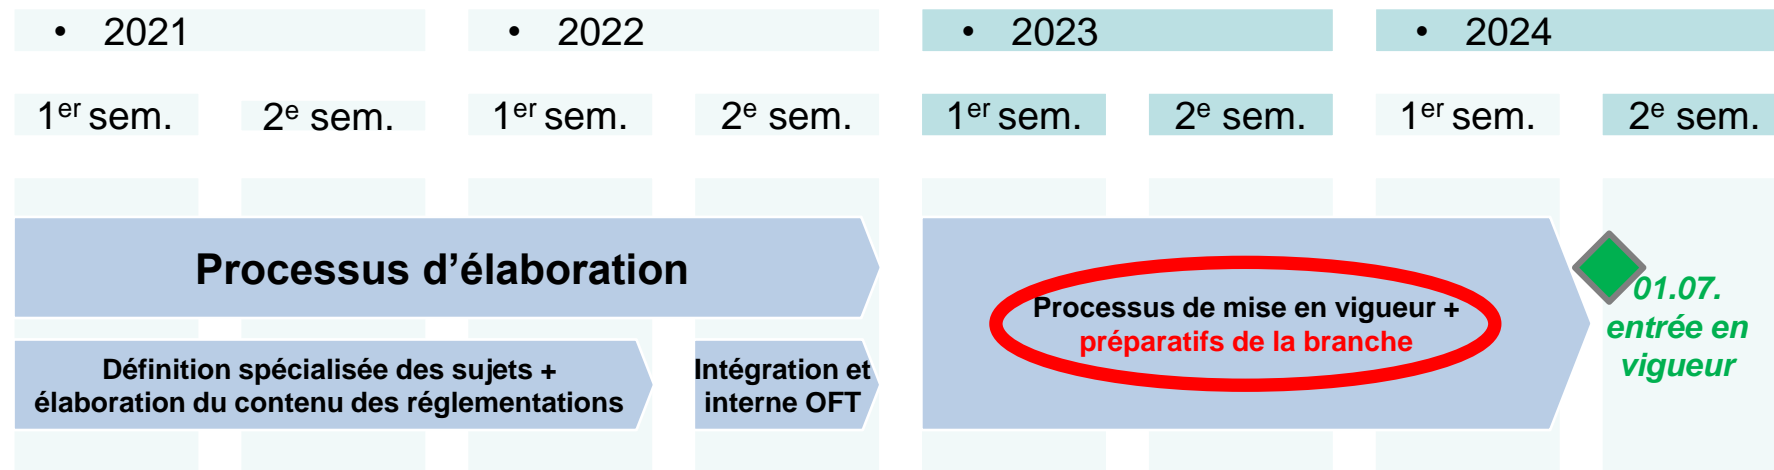 • 2021
• 2022
• 2023
• 2024
1er sem.
2e sem.
1er sem.
2e sem.
1er sem.
2e sem.
1er sem.
2e sem.
Processus d’élaboration
Définition spécialisée des sujets +
élaboration du contenu des réglementations
Intégration et
interne OFT
Processus de mise en vigueur +
préparatifs de la branche
01.07.
entrée en
vigueur